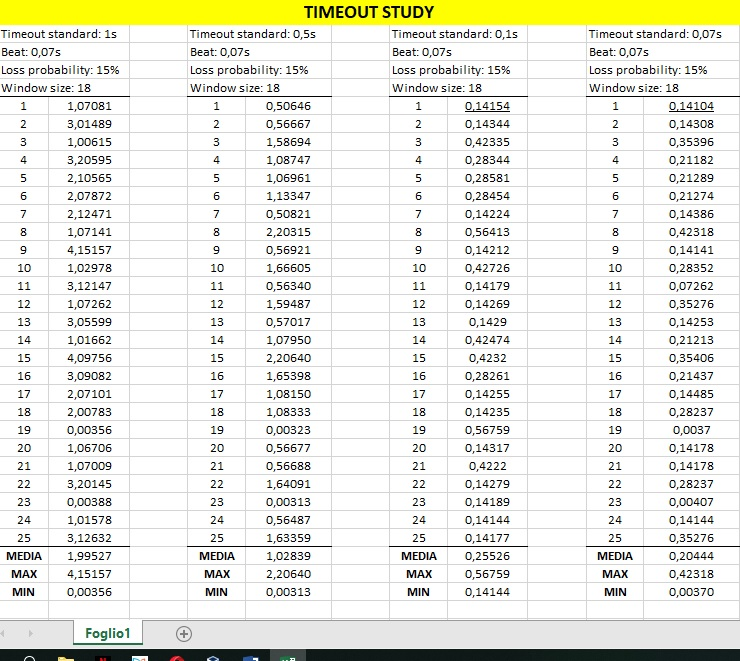 TIMEOUT STUDY
Timeout standard: 1s Timeout standard: 0,5s Timeout standard: 0,1s Timeout standard: 0,07s
Beat: 0,07s Beat: 0,07s Beat: 0,07s Beat: 0,07s
Loss probability: 15% Loss probability: 15% Loss probability: 15% Loss probability: 15%
Window size: 18 Window size: 18 Window size: 18 Window size: 18
1 1,07081 1 0,50646 1 0,14154 1 0,14104
2 3,01489 2 0,56667 2 0,14344 2 0,14308
3 1,00615 3 1,58694 3 0,42335 3 0,35396
4 3,20595 4 1,08747 4 0,28344 4 0,21182
5 2,10565 5 1,06961 5 0,28581 5 0,21289
6 2,07872 6 1,13347 6 0,28454 6 0,21274
7 2,12471 7 0,50821 7 0,14224 7 0,14386
8 1,07141 8 2,20315 8 0,56413 8 0,42318
9 4,15157 9 0,56921 9 0,14212 9 0,14141
10 1,02978 10 1,66605 10 0,42726 10 0,28352
11 3,12147 11 0,56340 11 0,14179 11 0,07262
12 1,07262 12 1,59487 12 0,14269 12 0,35276
13 3,05599 13 0,57017 13 0,1429 13 0,14253
14 1,01662 14 1,07950 14 0,42474 14 0,21213
15 4,09756 15 2,20640 15 0,4232 15 0,35406
16 3,09082 16 1,65398 16 0,28261 16 0,21437
17 2,07101 17 1,08150 17 0,14255 17 0,14485
18 2,00783 18 1,08333 18 0,14235 18 0,28237
19 0,00356 19 0,00323 19 0,56759 19 0,0037
20 1,06706 20 0,56677 20 0,14317 20 0,14178
21 1,07009 21 0,56688 21 0,4222 21 0,14178
22 3,20145 22 1,64091 22 0,14279 22 0,28237
23 0,00388 23 0,00313 23 0,14189 23 0,00407
24 1,01578 24 0,56487 24 0,14144 24 0,14144
25 3,12632 25 1,63359 25 0,14177 25 0,35276
MEDIA 1,99527 MEDIA 1,02839 MEDIA 0,25526 MEDIA 0,20444
MAX 4,15157 MAX 2,20640 MAX 0,56759 MAX 0,42318
MIN 0,00356 MIN 0,00313 MIN 0,14144 MIN 0,00370
Foglio1